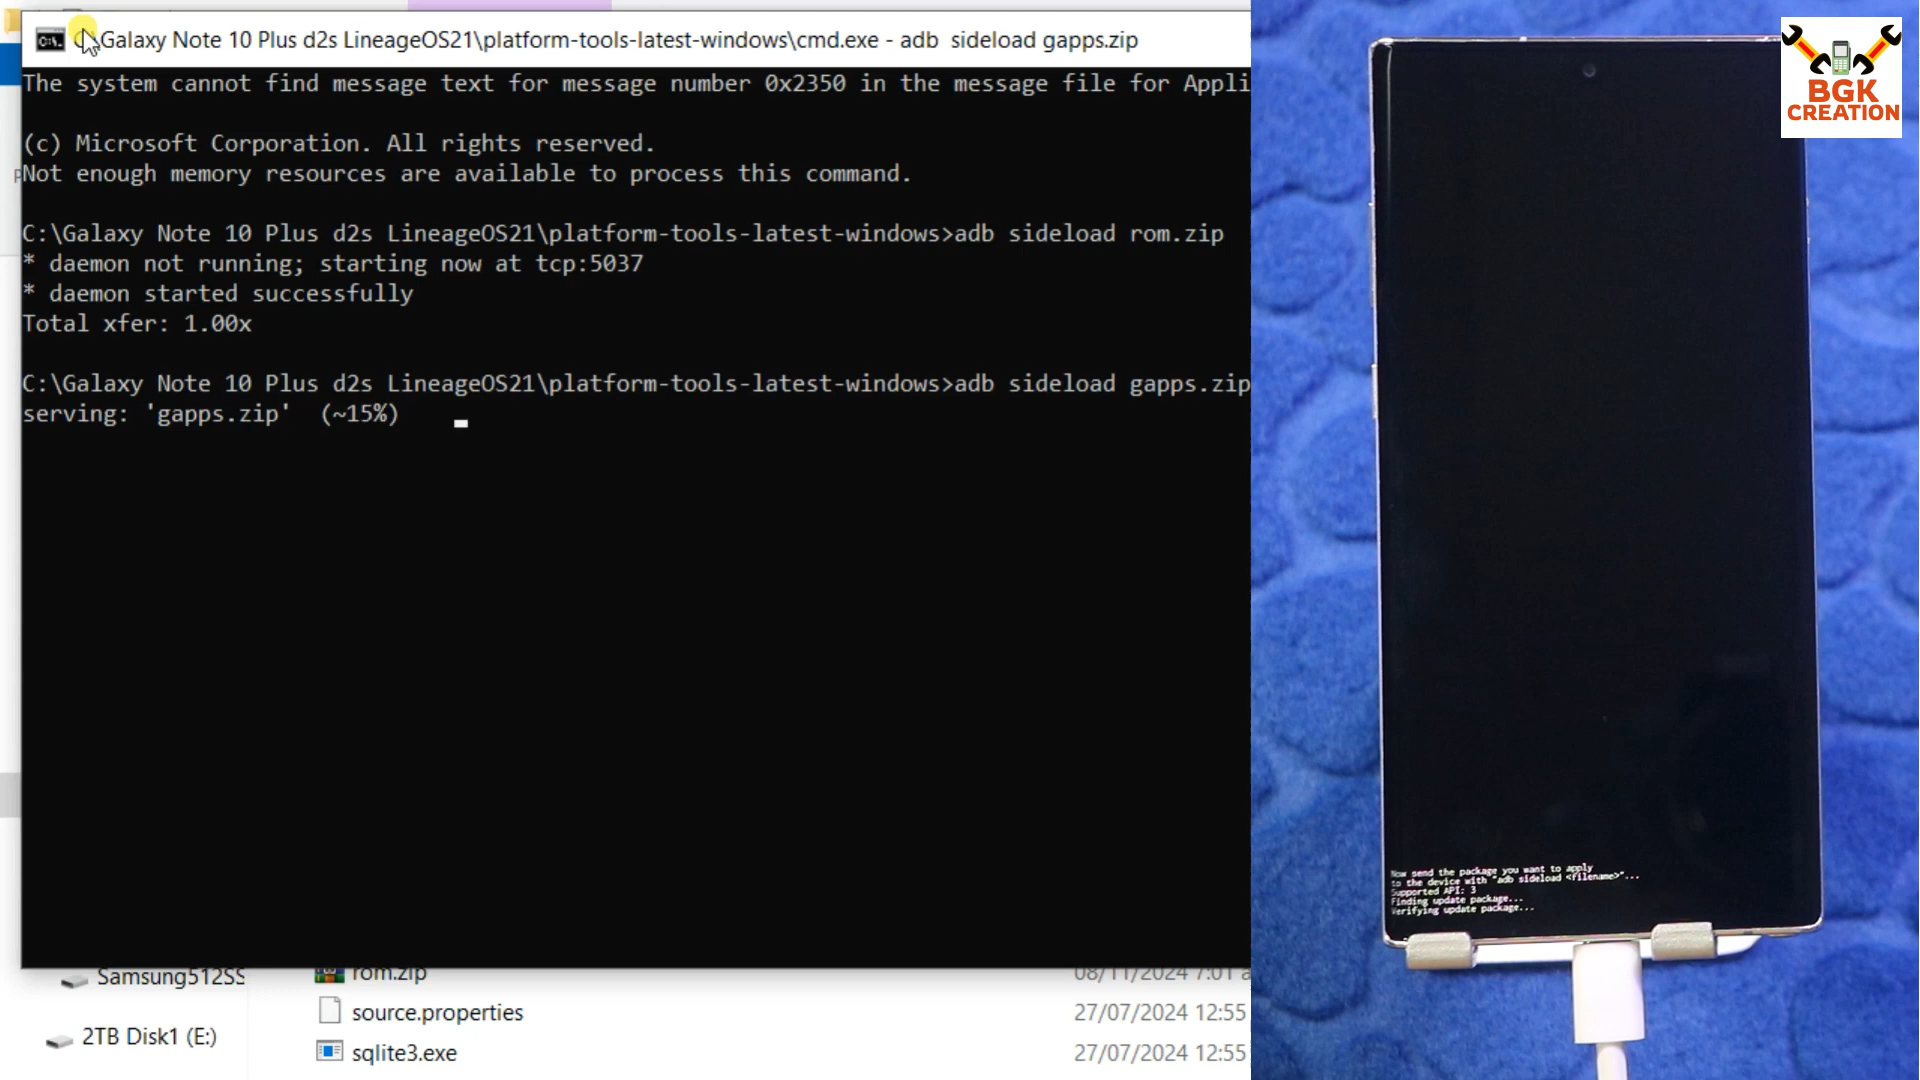 C:\Galaxy Note 10 Plus d2s LineageOS21\platform-tools-latest-windows\cmd.exe - adb  sideload gapps.zip
The system cannot find message text for message number 0x2350 in the message file for Appli
(c) Microsoft Corporation. All rights reserved.
Not enough memory resources are available to process this command.
C:\Galaxy Note 10 Plus d2s LineageOS21\platform-tools-latest-windows>adb sideload rom.zip
* daemon not running; starting now at tcp:5037
* daemon started successfully
Total xfer: 1.00x
C:\Galaxy Note 10 Plus d2s LineageOS21\platform-tools-latest-windows>adb sideload gapps.zip
serving: 'gapps.zip'  (~15%)
Samsung512SS
rom.zip
08/11/2024 7:01 a
source.properties
27/07/2024 12:55
2TB Disk1 (E:)
sqlite3.exe
27/07/2024 12:55
BGK
CREATION
Now send the package you want to apply
to the device with "adb sideload <filename>"...
Supported API: 3
Finding update package...
Verifying update package...